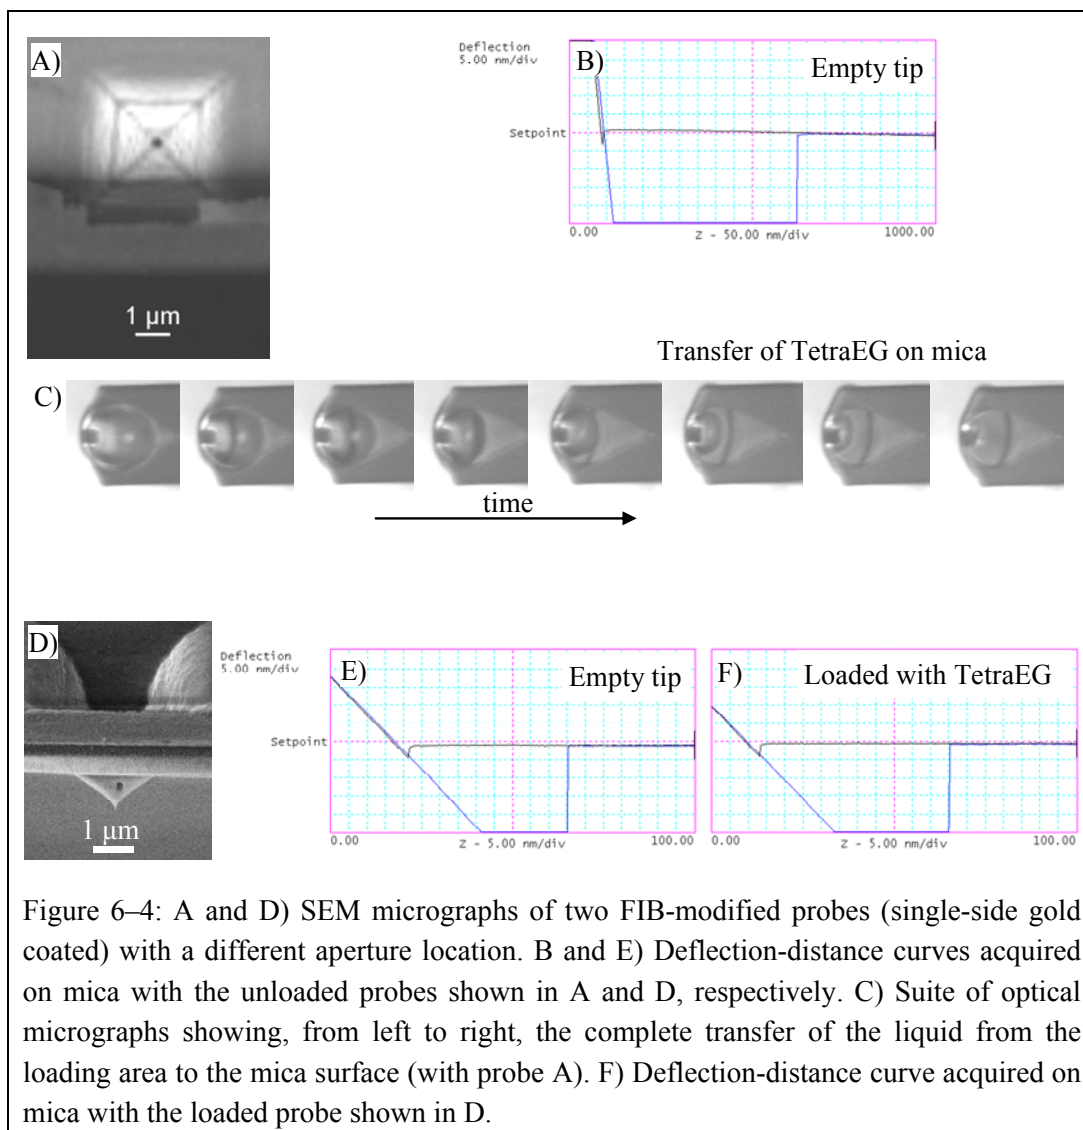 A)
1 µm
Deflection
5.00 nm/div
B)
Empty tip
Setpoint
0.00
Z - 50.00 nm/div
1000.00
Transfer of TetraEG on mica
C)
time
D)
1 µm
Deflection
5.00 nm/div
E)
Empty tip
Setpoint
0.00
Z - 5.00 nm/div
100.00
F)
Loaded with TetraEG
0.00
Z - 5.00 nm/div
100.00
Figure 6–4: A and D) SEM micrographs of two FIB-modified probes (single-side gold
coated) with a different aperture location. B and E) Deflection-distance curves acquired
on mica with the unloaded probes shown in A and D, respectively. C) Suite of optical
micrographs showing, from left to right, the complete transfer of the liquid from the
loading area to the mica surface (with probe A). F) Deflection-distance curve acquired on
mica with the loaded probe shown in D.